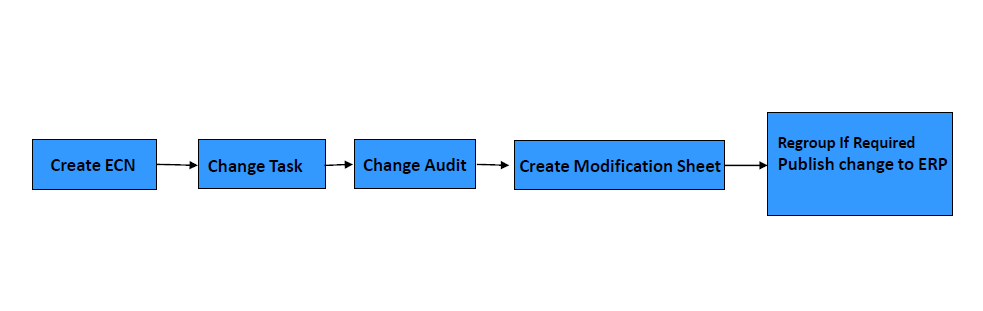 Create ECN
Change Task
Change Audit
Create Modification Sheet
Regroup If Required
Publish change to ERP